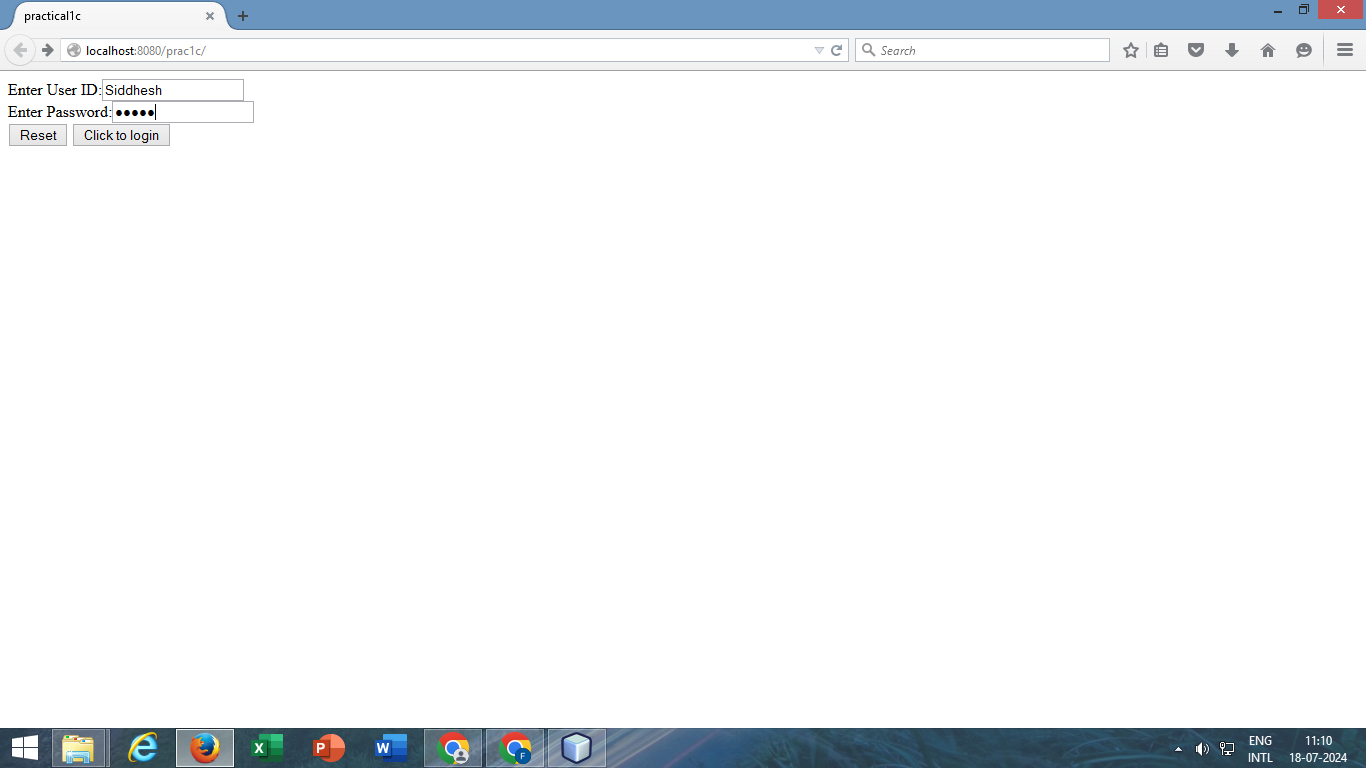 practical1c
localhost:8080/prac1c/
Search
Enter User ID:Siddhesh
Enter Password:●●●●●
Reset Click to login
ENG 11:10
INTL 18-07-2024